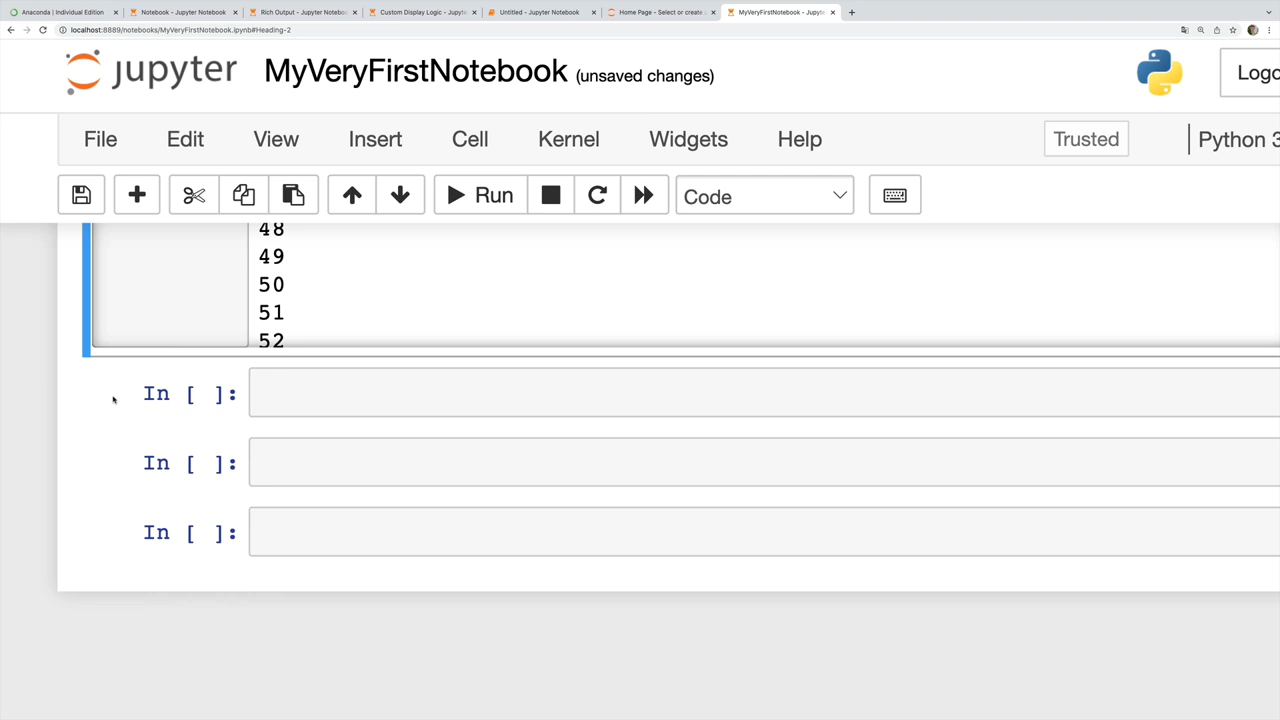 Anaconda | Individual Edition
Notebook - Jupyter Notebook
Rich Output - Jupyter Notebook
Custom Display Logic - Jupyte
Untitled - Jupyter Notebook
Home Page - Select or create
MyVeryFirstNotebook - Jupyte
localhost:8889/notebooks/MyVeryFirstNotebook.ipynb#Heading-2
jupyter MyVeryFirstNotebook (unsaved changes)
Logo
File Edit View Insert Cell Kernel Widgets Help Trusted Python 3
Run Code
48
49
50
51
52
In [ ]:
In [ ]:
In [ ]: